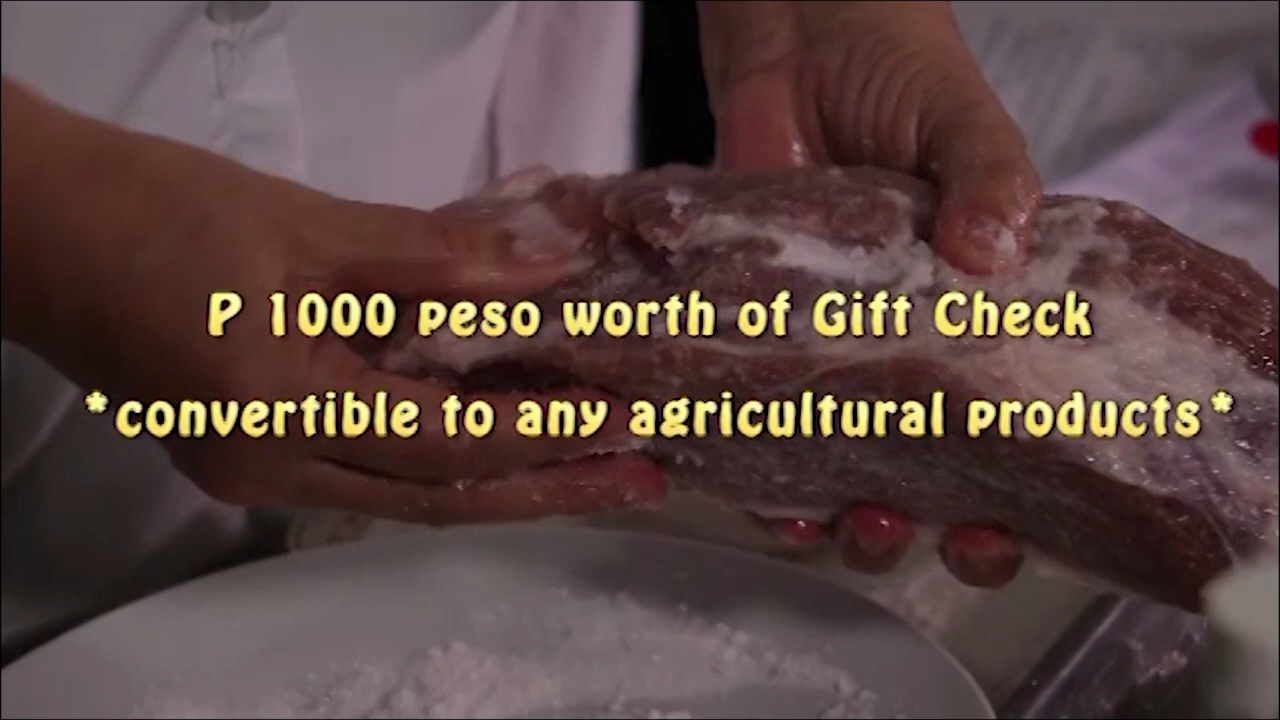 P 1000 peso worth of Gift Check
*convertible to any agricultural products*